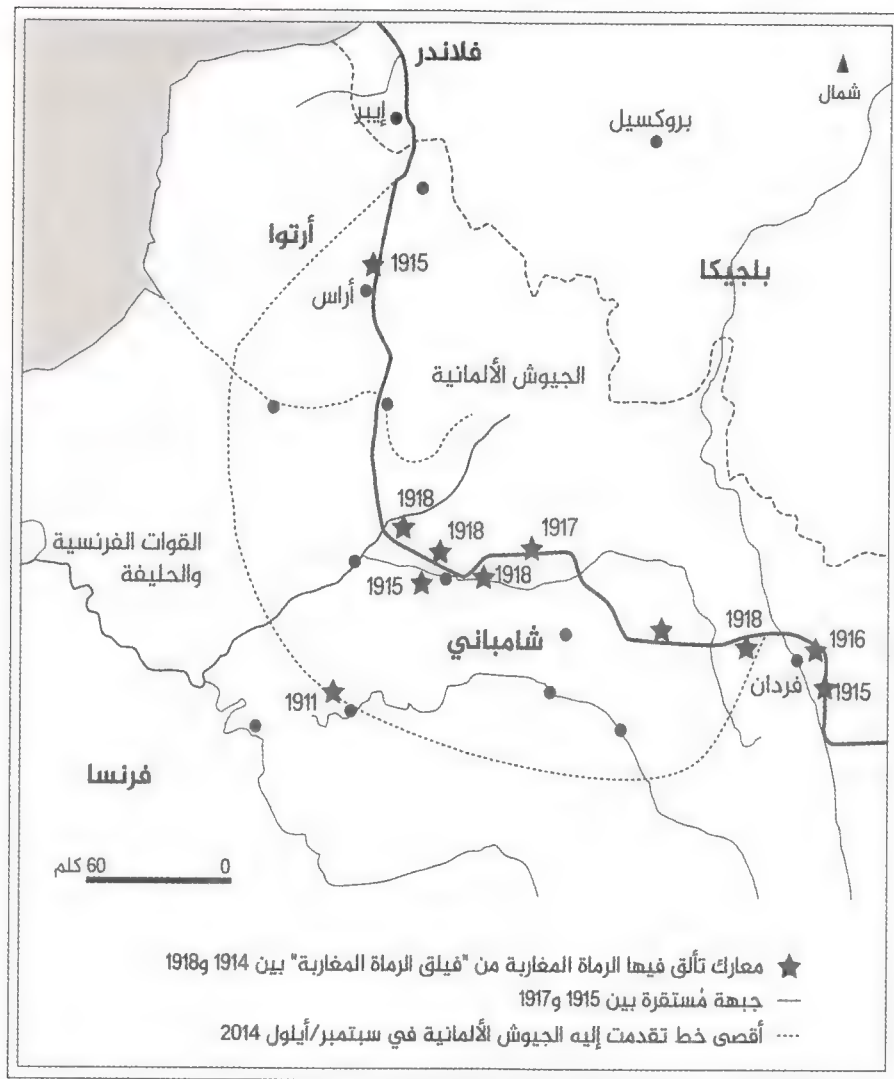 فلاندر
شمال
إيبر
بروكسيل
أرتوا
1915
بلجيكا
أراس
الجيوش الألمانية
1918
1918
1917
القوات الفرنسية
والحليفة
1915
1918
شامباني
1918
1916
فردان
1915
1911
فرنسا
60 كلم
0
معارك تألق فيها الرماة المغاربة من "فيلق الرماة المغاربة" بين 1914 و1918
جبهة مُستقرة بين 1915 و1917
أقصى خط تقدمت إليه الجيوش الألمانية في سبتمبر/أيلول 2014